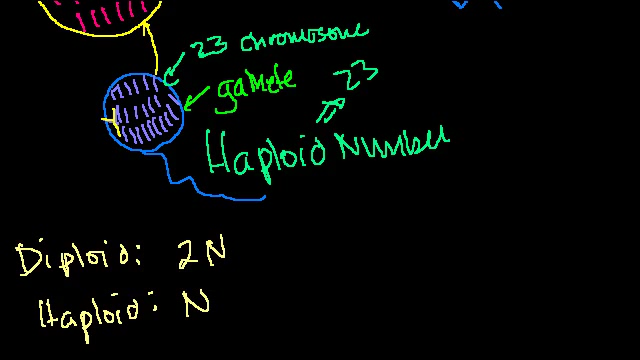 23 chromosome
gamete
23
Haploid Number
Diploid: 2N
Haploid: N